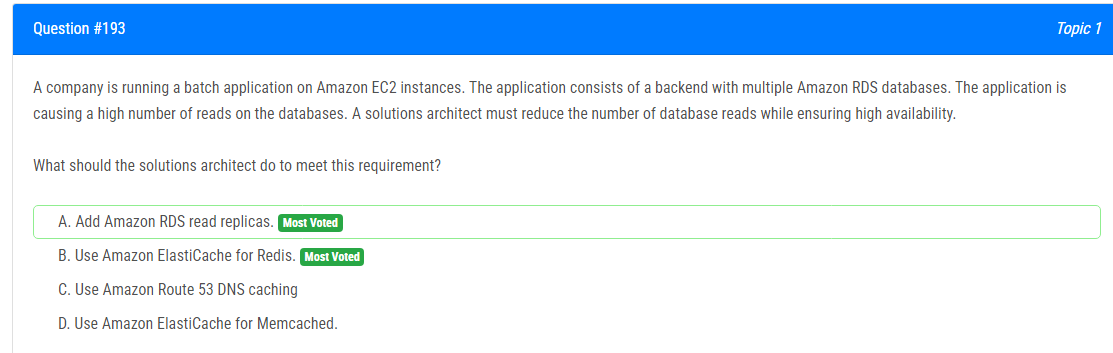 Question #193 Topic 1
A company is running a batch application on Amazon EC2 instances. The application consists of a backend with multiple Amazon RDS databases. The application is
causing a high number of reads on the databases. A solutions architect must reduce the number of database reads while ensuring high availability.
What should the solutions architect do to meet this requirement?
A. Add Amazon RDS read replicas. Most Voted
B. Use Amazon ElastiCache for Redis. Most Voted
C. Use Amazon Route 53 DNS caching
D. Use Amazon ElastiCache for Memcached.